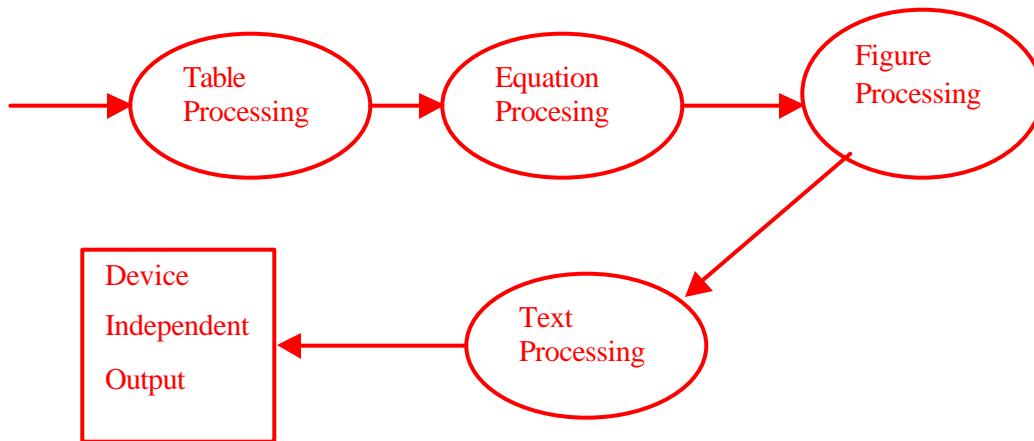 Table
Processing
Equation
Procesing
Figure
Processing
Text
Processing
Device
Independent
Output